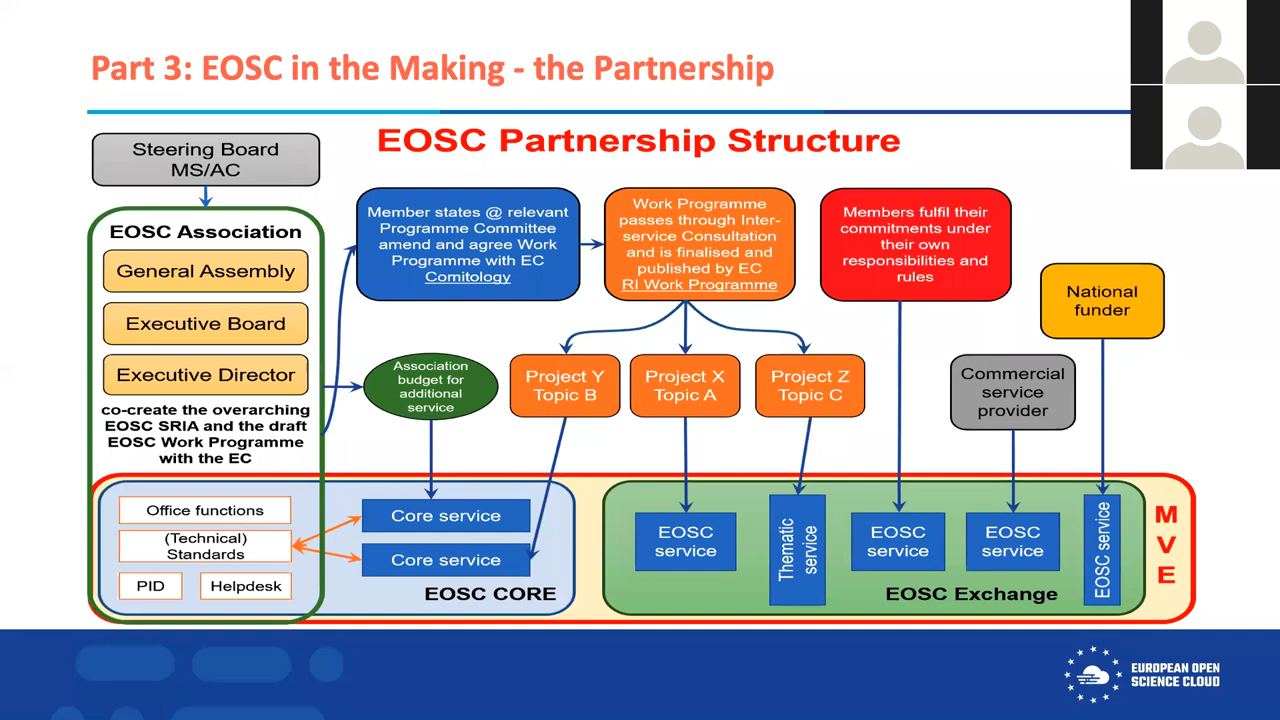 Part 3: EOSC in the Making - the Partnership
EOSC Partnership Structure
Steering Board
MS/AC
EOSC Association
General Assembly
Executive Board
Executive Director
co-create the overarching
EOSC SRIA and the draft
EOSC Work Programme
with the EC
Member states @ relevant
Programme Committee
amend and agree Work
Programme with EC
Comitology
Work Programme
passes through Inter-
service Consultation
and is finalised and
published by EC
RI Work Programme
Members fulfil their
commitments under
their own
responsibilities and
rules
National
funder
Association
budget for
additional
service
Project Y
Topic B
Project X
Topic A
Project Z
Topic C
Commercial
service
provider
Office functions
(Technical)
Standards
PID
Helpdesk
Core service
Core service
EOSC CORE
EOSC
service
Thematic
service
EOSC
service
EOSC
service
EOSC service
EOSC Exchange
M
V
E
EUROPEAN OPEN
SCIENCE CLOUD